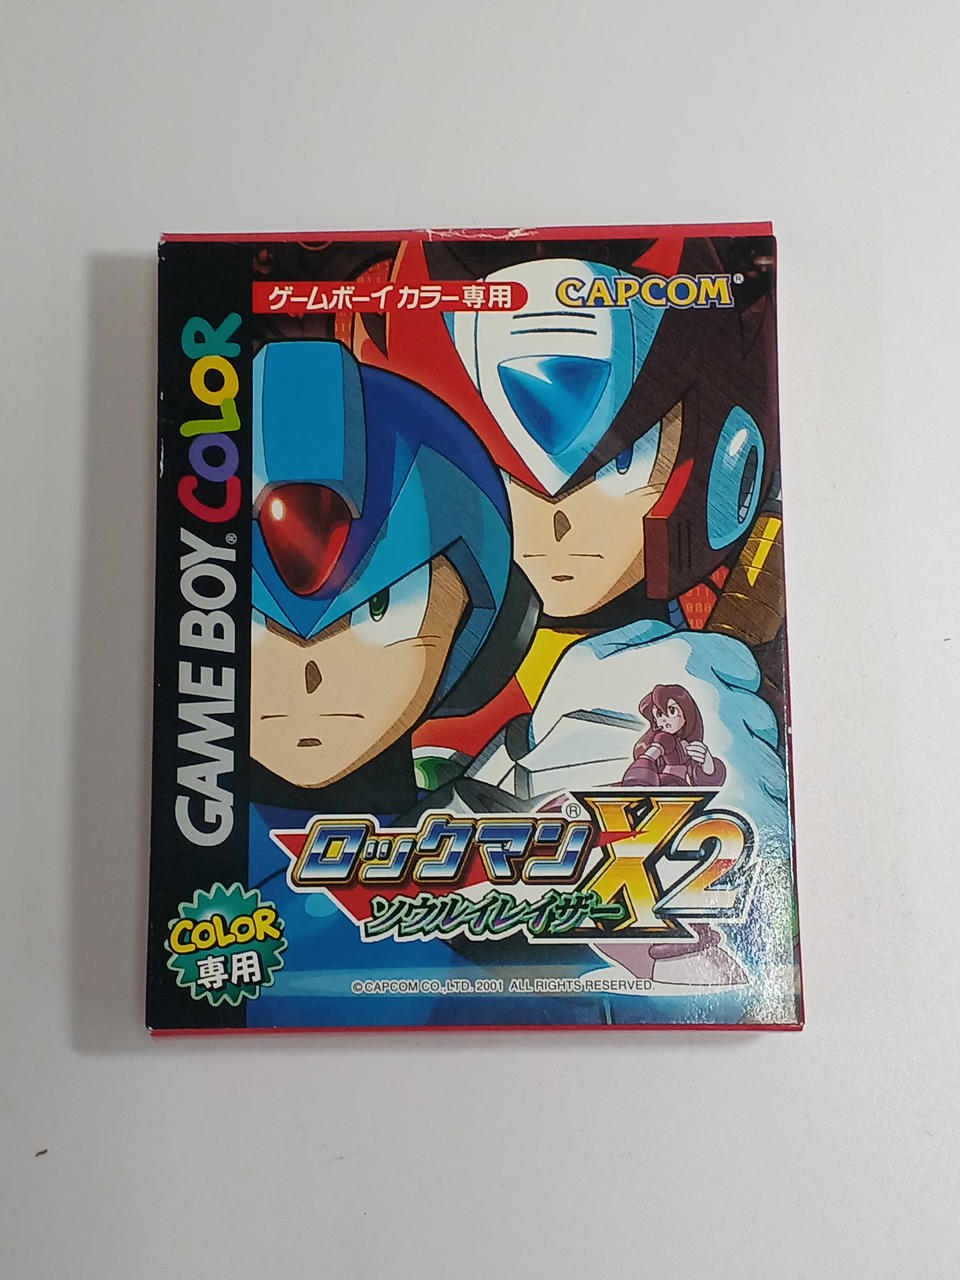 ゲームボーイ カラー専用
CAPCOM®
GAME BOY® COLOR
ロックマン® X2
ソウルイレイザー
COLOR
専用
©CAPCOM CO.,LTD. 2001 ALL RIGHTS RESERVED.